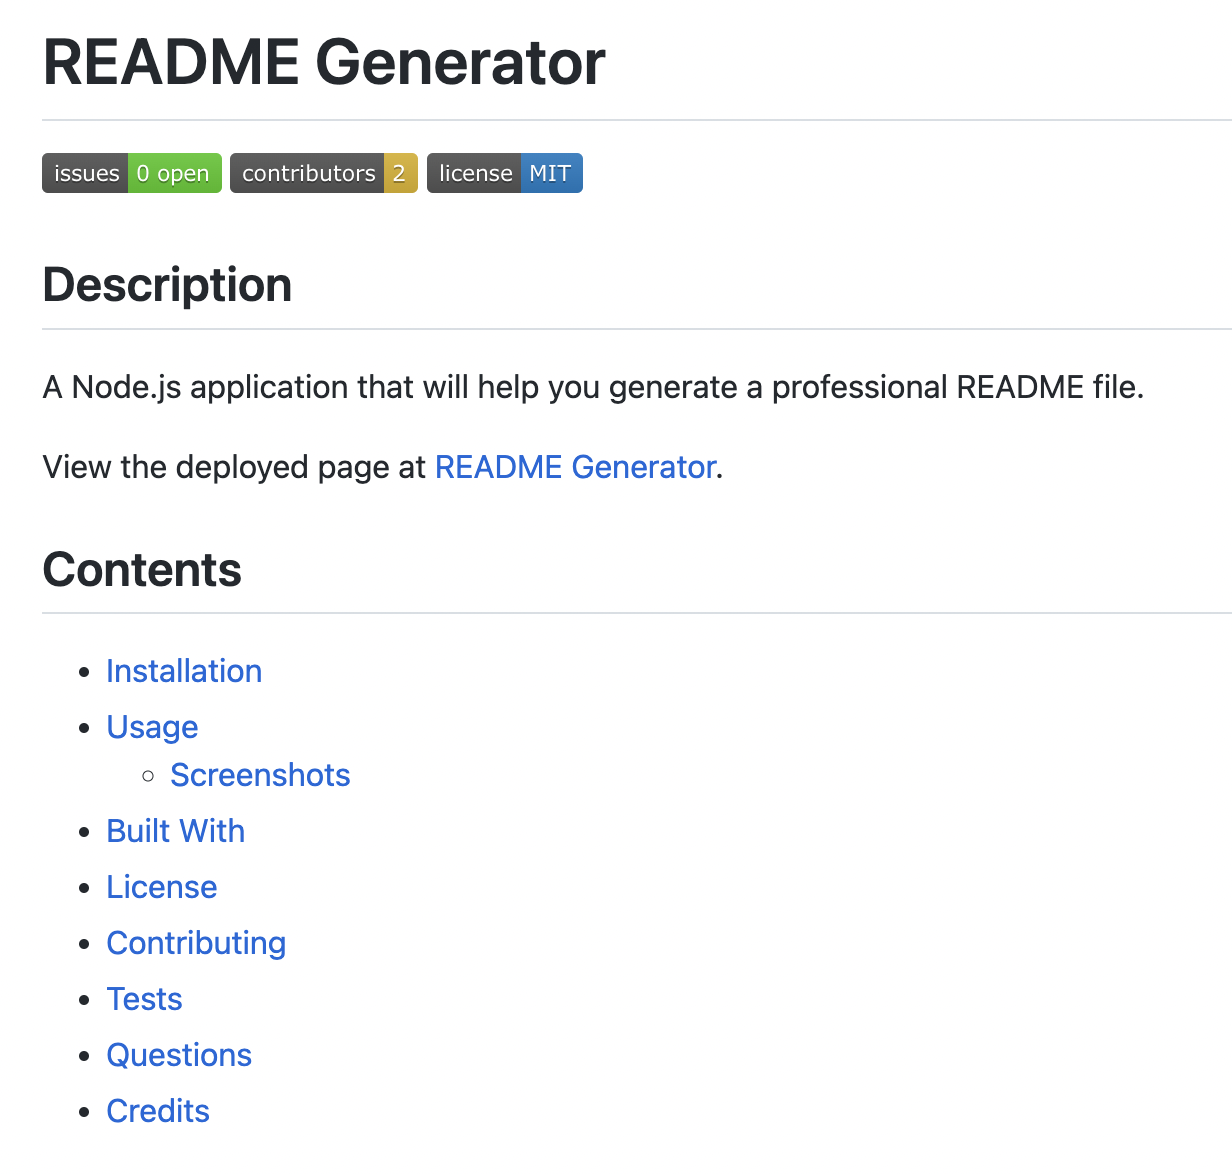 README Generator
issues 0 open contributors 2 license MIT
Description
A Node.js application that will help you generate a professional README file.
View the deployed page at README Generator.
Contents
Installation
Usage
Screenshots
Built With
License
Contributing
Tests
Questions
Credits